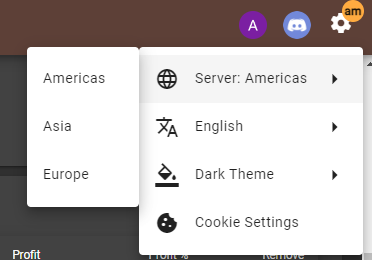 A
am
Americas
Asia
Europe
Server: Americas
English
Dark Theme
Cookie Settings
Profit Profit % Remove